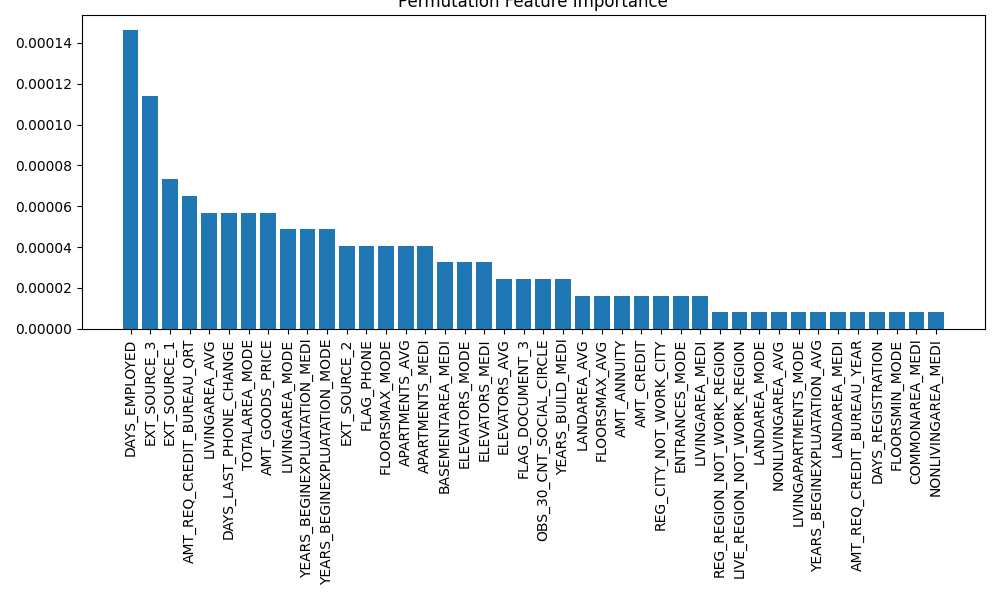 Permutation Feature Importance
0.00014
0.00012
0.00010
0.00008
0.00006
0.00004
0.00002
0.00000
DAYS_EMPLOYED
EXT_SOURCE_3
EXT_SOURCE_1
AMT_REQ_CREDIT_BUREAU_QRT
LIVINGAREA_AVG
DAYS_LAST_PHONE_CHANGE
TOTALAREA_MODE
AMT_GOODS_PRICE
LIVINGAREA_MODE
YEARS_BEGINEXPLUATATION_MEDI
YEARS_BEGINEXPLUATATION_MODE
EXT_SOURCE_2
FLAG_PHONE
FLOORSMAX_MODE
APARTMENTS_AVG
APARTMENTS_MEDI
BASEMENTAREA_MEDI
ELEVATORS_MODE
ELEVATORS_MEDI
ELEVATORS_AVG
FLAG_DOCUMENT_3
OBS_30_CNT_SOCIAL_CIRCLE
YEARS_BUILD_MEDI
LANDAREA_AVG
FLOORSMAX_AVG
AMT_ANNUITY
AMT_CREDIT
REG_CITY_NOT_WORK_CITY
ENTRANCES_MODE
LIVINGAREA_MEDI
REG_REGION_NOT_WORK_REGION
LIVE_REGION_NOT_WORK_REGION
LANDAREA_MODE
NONLIVINGAREA_AVG
LIVINGAPARTMENTS_MODE
YEARS_BEGINEXPLUATATION_AVG
LANDAREA_MEDI
AMT_REQ_CREDIT_BUREAU_YEAR
DAYS_REGISTRATION
FLOORSMIN_MODE
COMMONAREA_MEDI
NONLIVINGAREA_MEDI